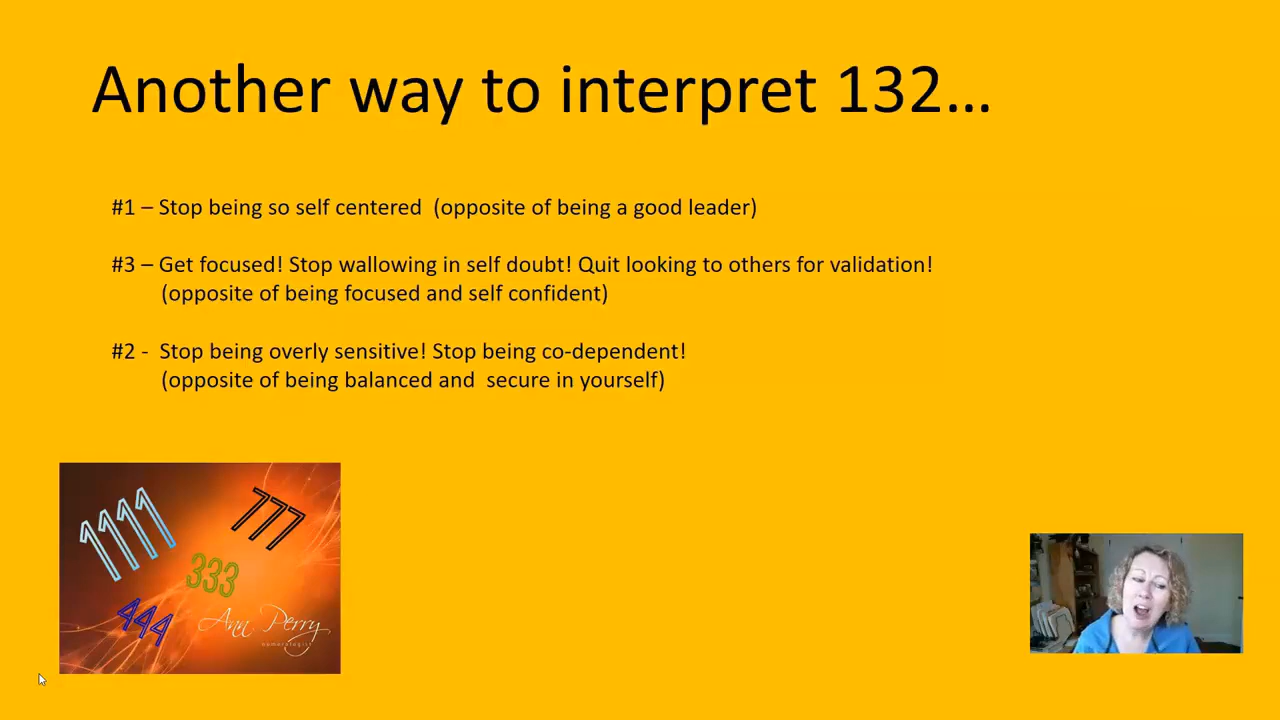 Another way to interpret 132...
#1 – Stop being so self centered (opposite of being a good leader)
#3 – Get focused! Stop wallowing in self doubt! Quit looking to others for validation!
(opposite of being focused and self confident)
#2 - Stop being overly sensitive! Stop being co-dependent!
(opposite of being balanced and secure in yourself)
1111
777
333
444
Ann Perry
numerologist